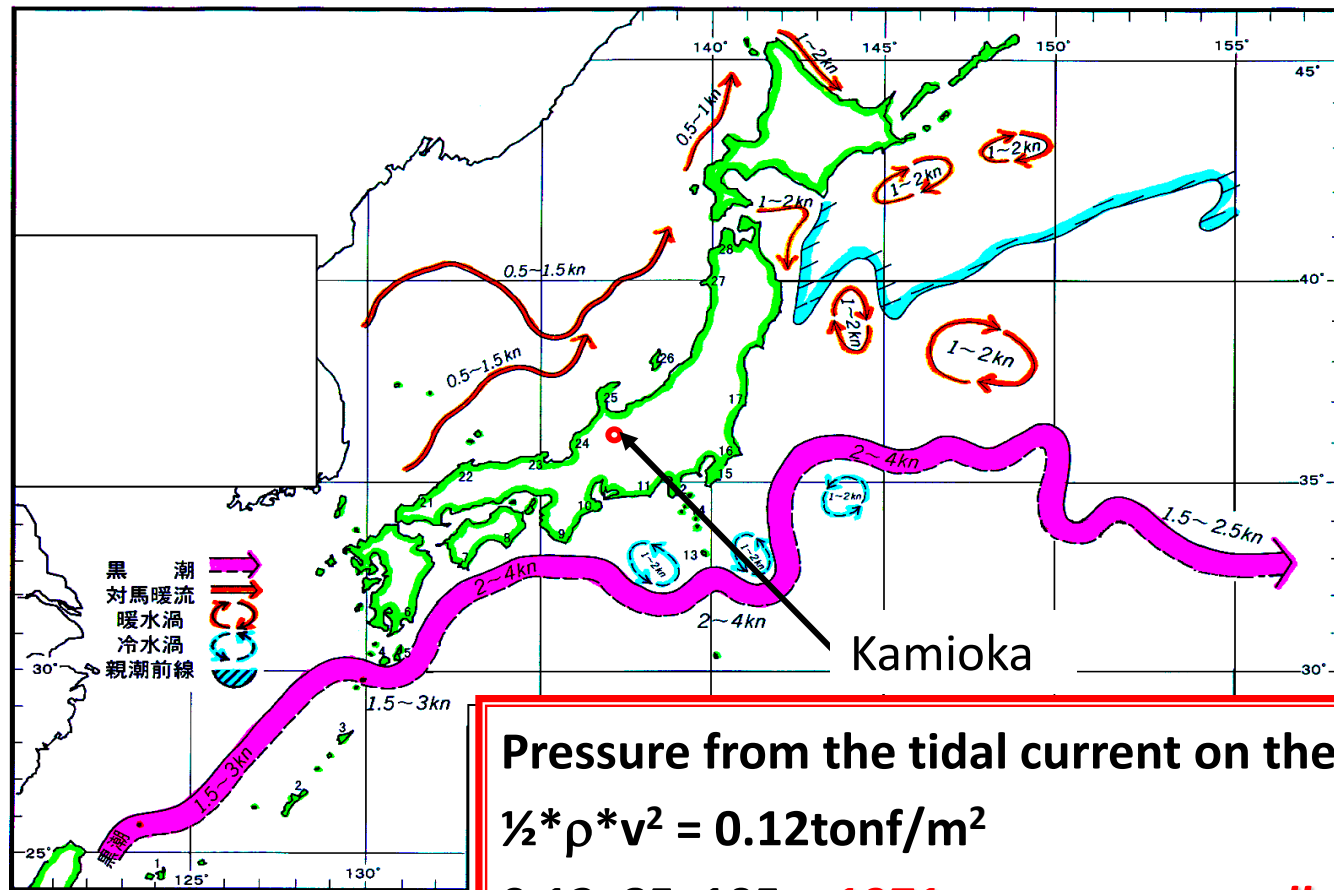 140°
145°
150°
155°
45°
1~2kn
0.5~1kn
1~2kn
1~2kn
1~2kn
28
0.5~1.5kn
27
40°
1~2kn
1~2kn
0.5~1.5kn
26
25
17
24
16
2~4kn
23
15
22
35°
11
2
1~2kn
21
10
4
1.5~2.5kn
9
8
13
1~2kn
1~2kn
7
黒 潮
2~4kn
対馬暖流
6
暖水渦
2~4kn
冷水渦
4
5
Kamioka
親潮前線
30°
30°
1.5~3kn
3
Pressure from the tidal current on the
1.5~3kn
2
½*ρ*v² = 0.12tonf/m²
黒潮
25°
1
125°
130°